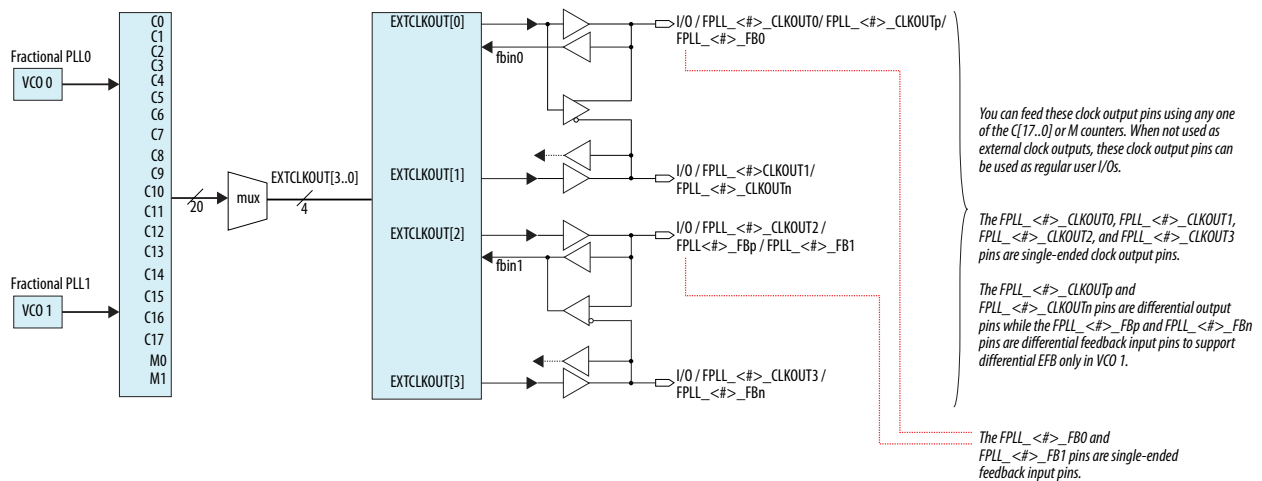 Fractional PLL0
VCO 0
Fractional PLL1
VCO 1
C0
C1
C2
C3
C4
C5
C6
C7
C8
C9
C10
C11
C12
C13
C14
C15
C16
C17
M0
M1
20
mux
EXTCLKOUT[3..0]
4
EXTCLKOUT[0]
fbin0
EXTCLKOUT[1]
EXTCLKOUT[2]
fbin1
EXTCLKOUT[3]
I/O / FPLL_<#>_CLKOUT0/ FPLL_<#>_CLKOUTp/
FPLL_<#>_FB0
I/O / FPLL_<#>CLKOUT1/
FPLL_<#>_CLKOUTn
I/O / FPLL_<#>_CLKOUT2 /
FPLL<#>_FBp / FPLL_<#>_FB1
I/O / FPLL_<#>_CLKOUT3 /
FPLL_<#>_FBn
You can feed these clock output pins using any one
of the C[17..0] or M counters. When not used as
external clock outputs, these clock output pins can
be used as regular user I/Os.
The FPLL_<#>_CLKOUT0, FPLL_<#>_CLKOUT1,
FPLL_<#>_CLKOUT2, and FPLL_<#>_CLKOUT3
pins are single-ended clock output pins.
The FPLL_<#>_CLKOUTp and
FPLL_<#>_CLKOUTn pins are differential output
pins while the FPLL_<#>_FBp and FPLL_<#>_FBn
pins are differential feedback input pins to support
differential EFB only in VCO 1.
The FPLL_<#>_FB0 and
FPLL_<#>_FB1 pins are single-ended
feedback input pins.